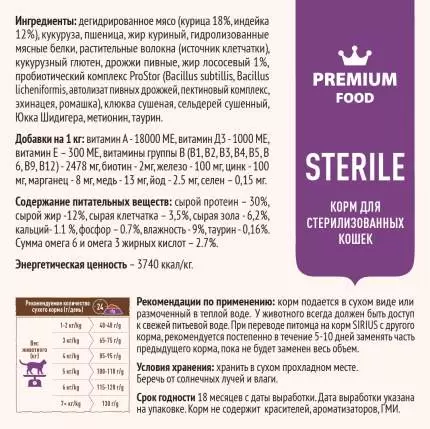 Ингредиенты: дегидрированное мясо (курица 18%, индейка
12%), кукуруза, пшеница, жир куриный, гидролизованные
мясные белки, растительные волокна (источник клетчатки),
кукурузный глютен, дрожжи пивные, жир лососевый 1%,
пробиотический комплекс ProStor (Bacillus subtillis, Bacillus
licheniformis, автолизат пивных дрожжей, пектиновый комплекс,
эхинацея, ромашка), клюква сушеная, сельдерей сушенный,
Юкка Шидигера, метионин, таурин.
Добавки на 1 кг: витамин А - 18000 МЕ, витамин Д3 - 1000 МЕ,
витамин Е – 300 МЕ, витамины группы В (В1, В2, В3, В4, В5, В
6, В9, В12) - 2478 мг, биотин - 2мг, железо - 100 мг, цинк - 100
мг, марганец - 8 мг, медь - 13 мг, йод - 2.5 мг, селен – 0,15 мг.
Содержание питательных веществ: сырой протеин – 30%,
сырой жир -12%, сырая клетчатка – 3,5%, сырая зола - 6,2%,
кальций- 1.1 %, фосфор – 0.7%, влажность - 9%, таурин - 0,16%.
Сумма омега 6 и омега 3 жирных кислот – 2.7%.
Энергетическая ценность – 3740 ккал/кг.
PREMIUM
FOOD
STERILE
КОРМ ДЛЯ
СТЕРИЛИЗОВАННЫХ
КОШЕК
Рекомендуемое количество
сухого корма (г/день)
24
Вес
животного
(кг)
1-2 кг/kg 40-48 г/g
3 кг/kg 65-75 г/g
4 кг/kg 85-95 г/g
5 кг/kg 100-110 г/g
6 кг/kg 115-120 г/g
7+ кг/kg 130 г/g
Рекомендации по применению: корм подается в сухом виде или
размоченный в теплой воде. У животного всегда должен быть доступ
к свежей питьевой воде. При переводе питомца на корм SIRIUS с другого
корма, рекомендуется постепенно в течение 5-10 дней заменять часть
предыдущего корма, пока не будет заменен весь объем.
Условия хранения: хранить в сухом прохладном месте.
Беречь от солнечных лучей и влаги.
Срок годности 18 месяцев с даты выработки. Дата выработки указана
на упаковке. Корм не содержит красителей, ароматизаторов, ГМИ.